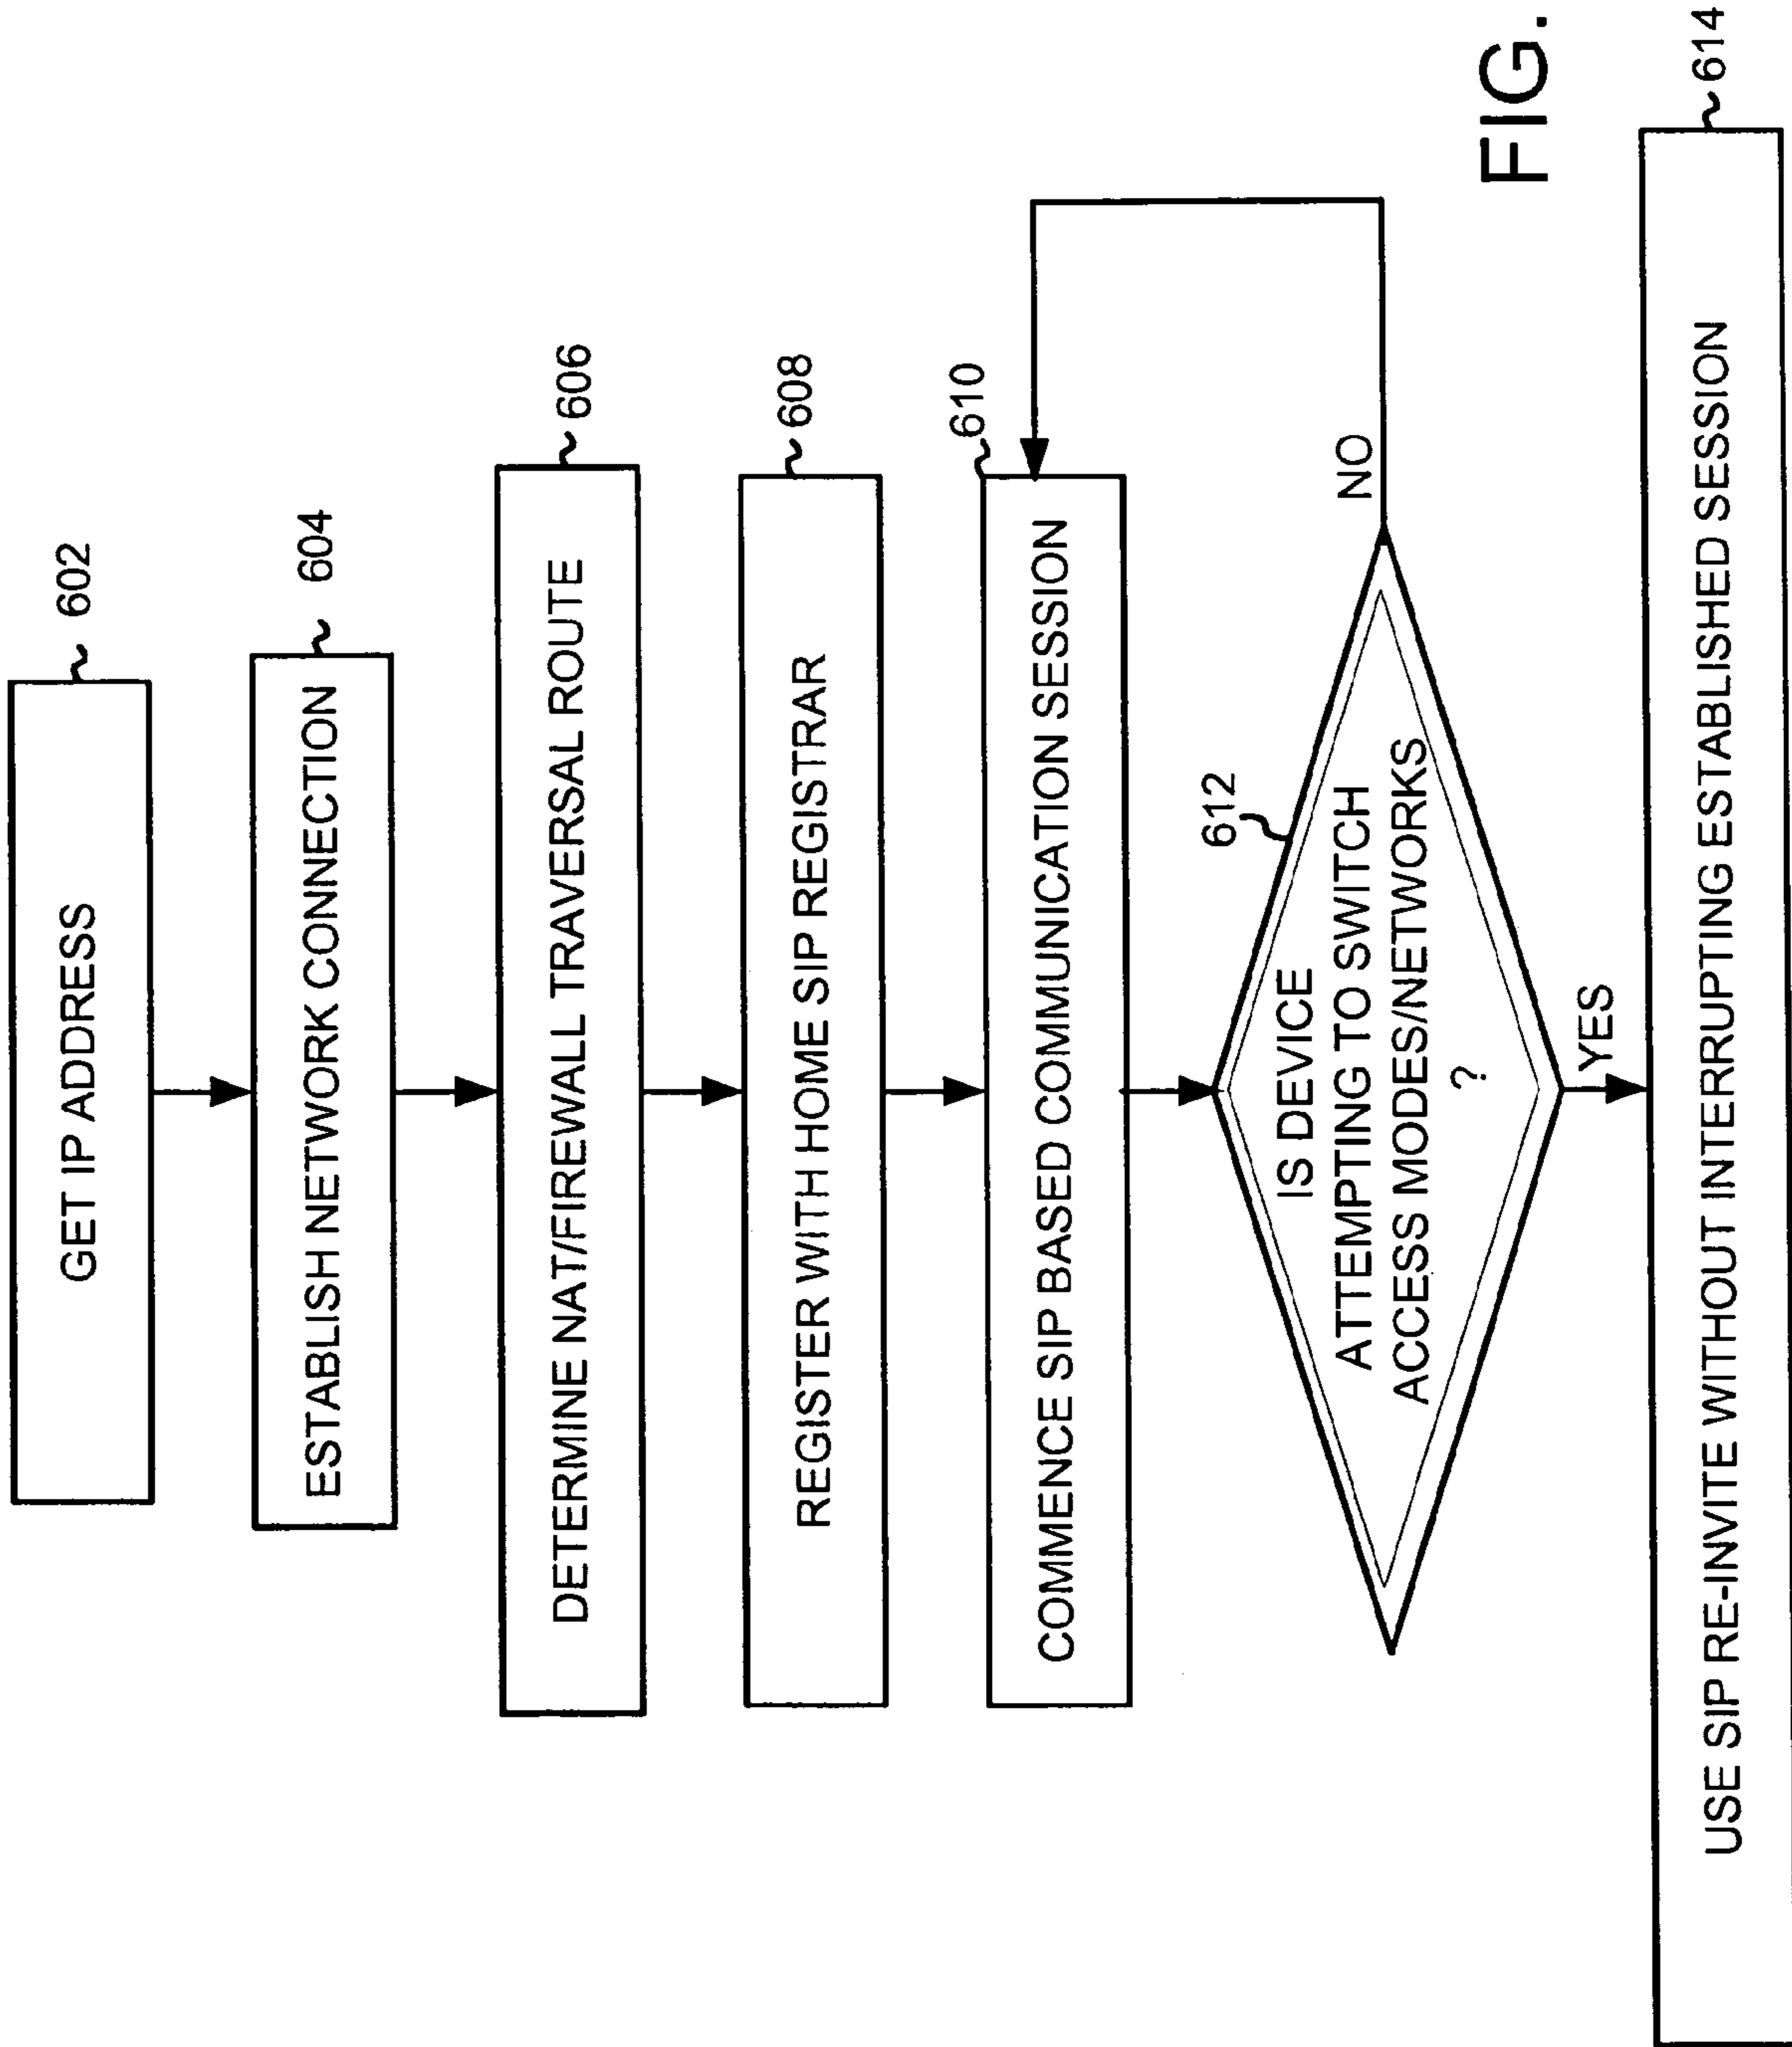 GET IP ADDRESS
602
ESTABLISH NETWORK CONNECTION
604
DETERMINE NAT/FIREWALL TRAVERSAL ROUTE
606
REGISTER WITH HOME SIP REGISTRAR
608
COMMENCE SIP BASED COMMUNICATION SESSION
610
612
IS DEVICE
ATTEMPTING TO SWITCH
ACCESS MODES/NETWORKS
?
NO
YES
FIG.
USE SIP RE-INVITE WITHOUT INTERRUPTING ESTABLISHED SESSION
614